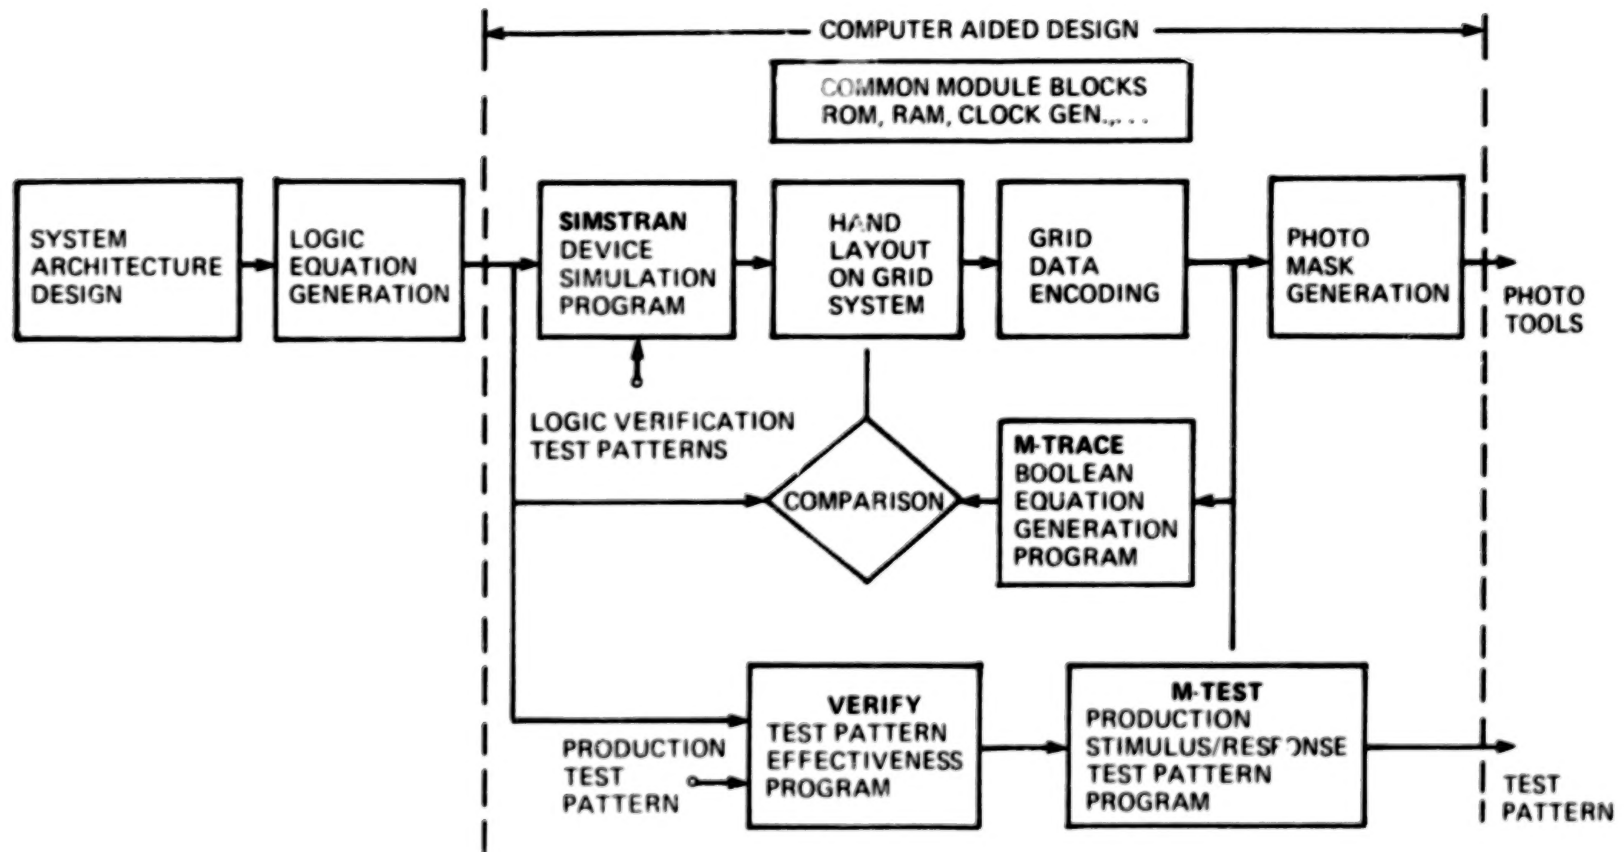 COMPUTER AIDED DESIGN
COMMON MODULE BLOCKS
ROM, RAM, CLOCK GEN.,...
SYSTEM
ARCHITECTURE
DESIGN
LOGIC
EQUATION
GENERATION
SIMSTRAN
DEVICE
SIMULATION
PROGRAM
HAND
LAYOUT
ON GRID
SYSTEM
GRID
DATA
ENCODING
PHOTO
MASK
GENERATION
PHOTO
TOOLS
LOGIC VERIFICATION
TEST PATTERNS
COMPARISON
M-TRACE
BOOLEAN
EQUATION
GENERATION
PROGRAM
PRODUCTION
TEST
PATTERN
VERIFY
TEST PATTERN
EFFECTIVENESS
PROGRAM
M-TEST
PRODUCTION
STIMULUS/RESPONSE
TEST PATTERN
PROGRAM
TEST
PATTERN